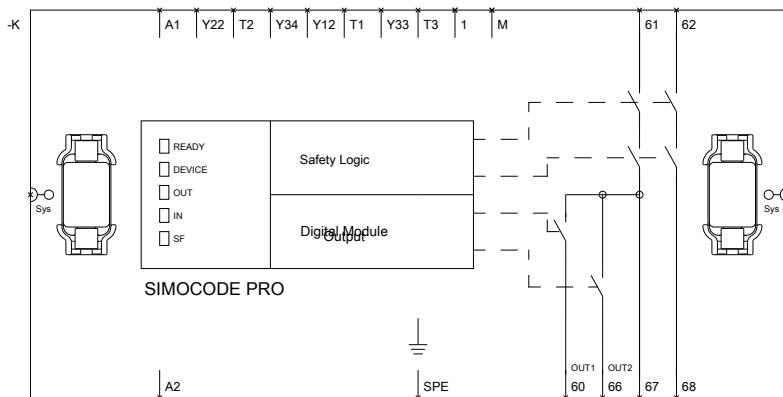 -K A1 Y22 T2 Y34 Y12 T1 Y33 T3 1 M 61 62
READY
Safety Logic
DEVICE
OUT
Sys
Sys
IN
Digital Module
Output
SF
SIMOCODE PRO
OUT1 OUT2
A2 SPE 60 66 67 68